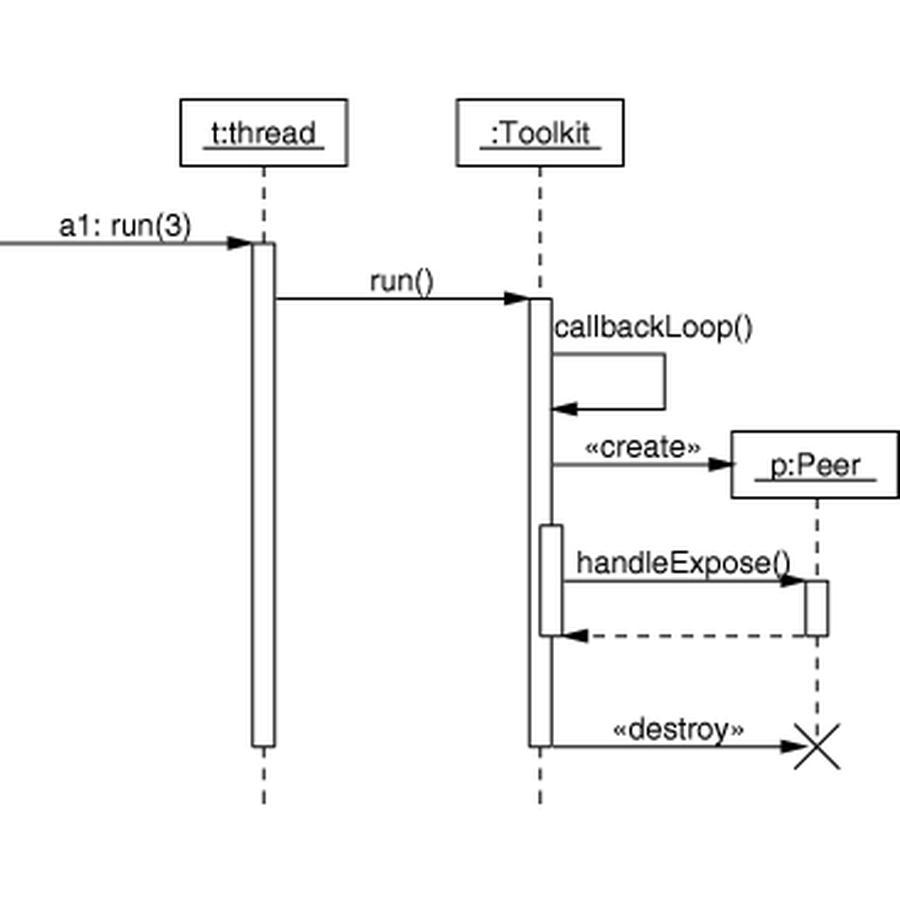 t:thread
:Toolkit
a1: run(3)
run()
callbackLoop()
«create»
p:Peer
handleExpose()
«destroy»